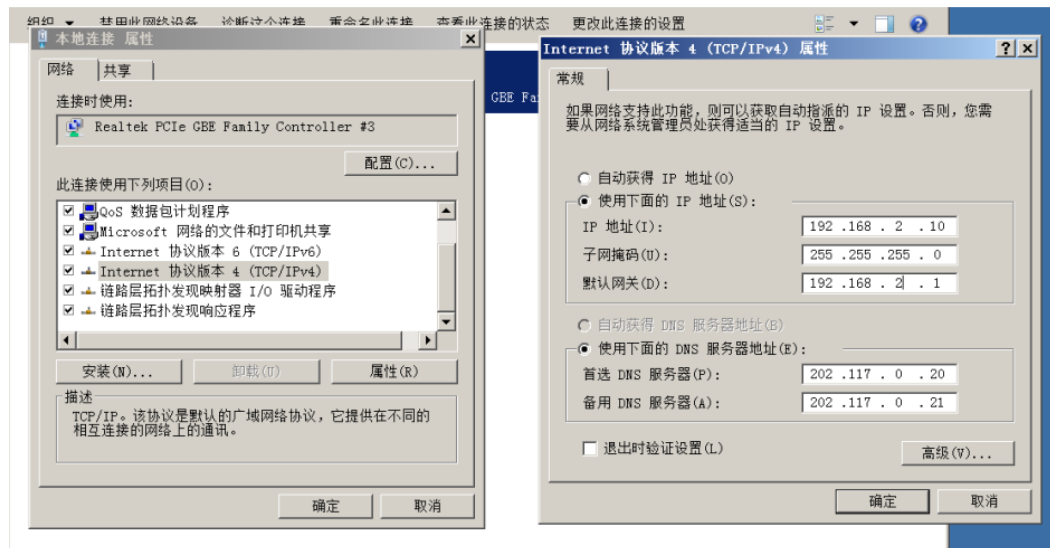 组织 禁用此网络设备 诊断这个连接 重命名此连接 查看此连接的状态 更改此连接的设置
本地连接 属性
网络 共享
连接时使用:
Realtek PCIe GBE Family Controller #3
配置(C)...
此连接使用下列项目(O):
QoS 数据包计划程序
Microsoft 网络的文件和打印机共享
Internet 协议版本 6 (TCP/IPv6)
Internet 协议版本 4 (TCP/IPv4)
链路层拓扑发现映射器 I/O 驱动程序
链路层拓扑发现响应程序
安装(N)... 卸载(U) 属性(R)
描述
TCP/IP。该协议是默认的广域网络协议，它提供在不同的
相互连接的网络上的通讯。
确定 取消
GBE Fa
Internet 协议版本 4 (TCP/IPv4) 属性
常规
如果网络支持此功能，则可以获取自动指派的 IP 设置。否则，您需
要从网络系统管理员处获得适当的 IP 设置。
自动获得 IP 地址(O)
使用下面的 IP 地址(S):
IP 地址(I): 192 .168 . 2 . 10
子网掩码(U): 255 .255 .255 . 0
默认网关(D): 192 .168 . 2 . 1
自动获得 DNS 服务器地址(B)
使用下面的 DNS 服务器地址(E):
首选 DNS 服务器(P): 202 .117 . 0 . 20
备用 DNS 服务器(A): 202 .117 . 0 . 21
退出时验证设置(L)
高级(V)...
确定 取消